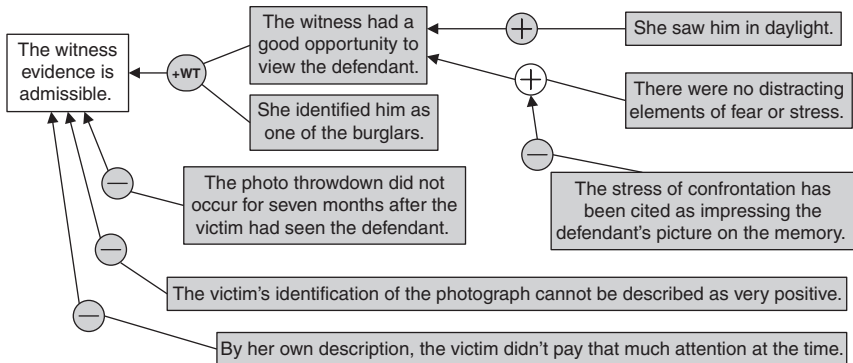 The witness
evidence is
admissible.
+WT
The witness had a
good opportunity to
view the defendant.
+
She saw him in daylight.
+
There were no distracting
elements of fear or stress.
She identified him as
one of the burglars.
−
The stress of confrontation has
been cited as impressing the
defendant’s picture on the memory.
−
The photo throwdown did not
occur for seven months after the
victim had seen the defendant.
−
The victim’s identification of the photograph cannot be described as very positive.
−
By her own description, the victim didn’t pay that much attention at the time.